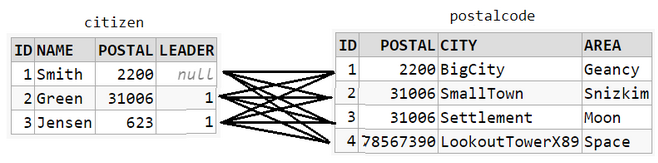 citizen
ID NAME POSTAL LEADER
1 Smith 2200 null
2 Green 31006 1
3 Jensen 623 1
postalcode
ID POSTAL CITY AREA
1 2200 BigCity Geancy
2 31006 SmallTown Snizkim
3 31006 Settlement Moon
4 78567390 LookoutTowerX89 Space